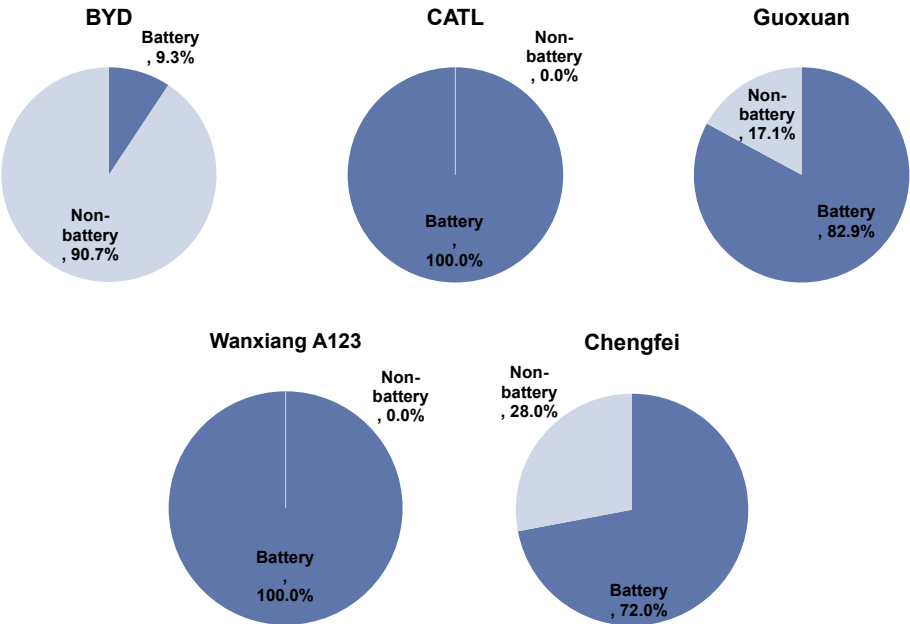 BYD
Battery
, 9.3%
Non-
battery
, 90.7%
CATL
Non-
battery
, 0.0%
Battery
,
100.0%
Guoxuan
Non-
battery
, 17.1%
Battery
, 82.9%
Wanxiang A123
Non-
battery
, 0.0%
Battery
,
100.0%
Chengfei
Non-
battery
, 28.0%
Battery
, 72.0%